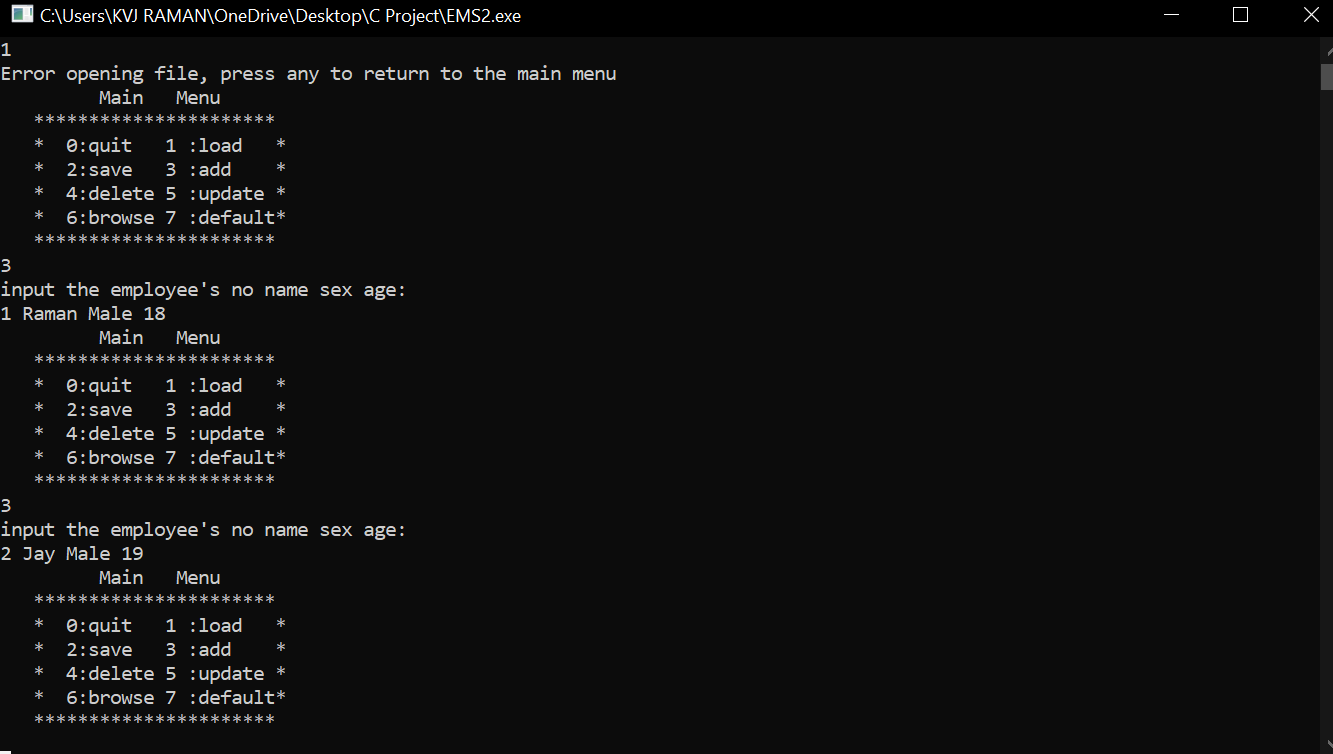 C:\Users\KVJ RAMAN\OneDrive\Desktop\C Project\EMS2.exe
1
Error opening file, press any to return to the main menu
         Main   Menu
   **********************
   *  0:quit   1 :load   *
   *  2:save   3 :add    *
   *  4:delete 5 :update *
   *  6:browse 7 :default*
   **********************
3
input the employee's no name sex age:
1 Raman Male 18
         Main   Menu
   **********************
   *  0:quit   1 :load   *
   *  2:save   3 :add    *
   *  4:delete 5 :update *
   *  6:browse 7 :default*
   **********************
3
input the employee's no name sex age:
2 Jay Male 19
         Main   Menu
   **********************
   *  0:quit   1 :load   *
   *  2:save   3 :add    *
   *  4:delete 5 :update *
   *  6:browse 7 :default*
   **********************